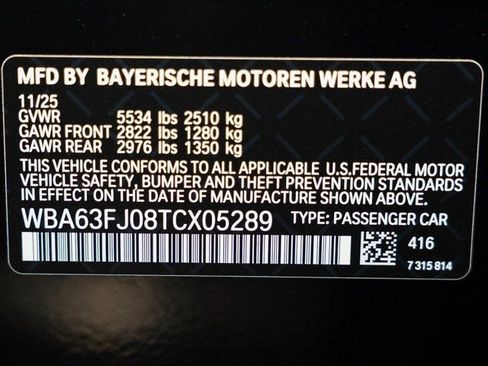 MFD BY BAYERISCHE MOTOREN WERKE AG
11/25
GVWR 5534 lbs 2510 kg
GAWR FRONT 2822 lbs 1280 kg
GAWR REAR 2976 lbs 1350 kg
THIS VEHICLE CONFORMS TO ALL APPLICABLE U.S.FEDERAL MOTOR
VEHICLE SAFETY, BUMPER AND THEFT PREVENTION STANDARDS
IN EFFECT ON THE DATE OF MANUFACTURE SHOWN ABOVE.
WBA63FJ08TCX05289 TYPE: PASSENGER CAR
416
7 315 814